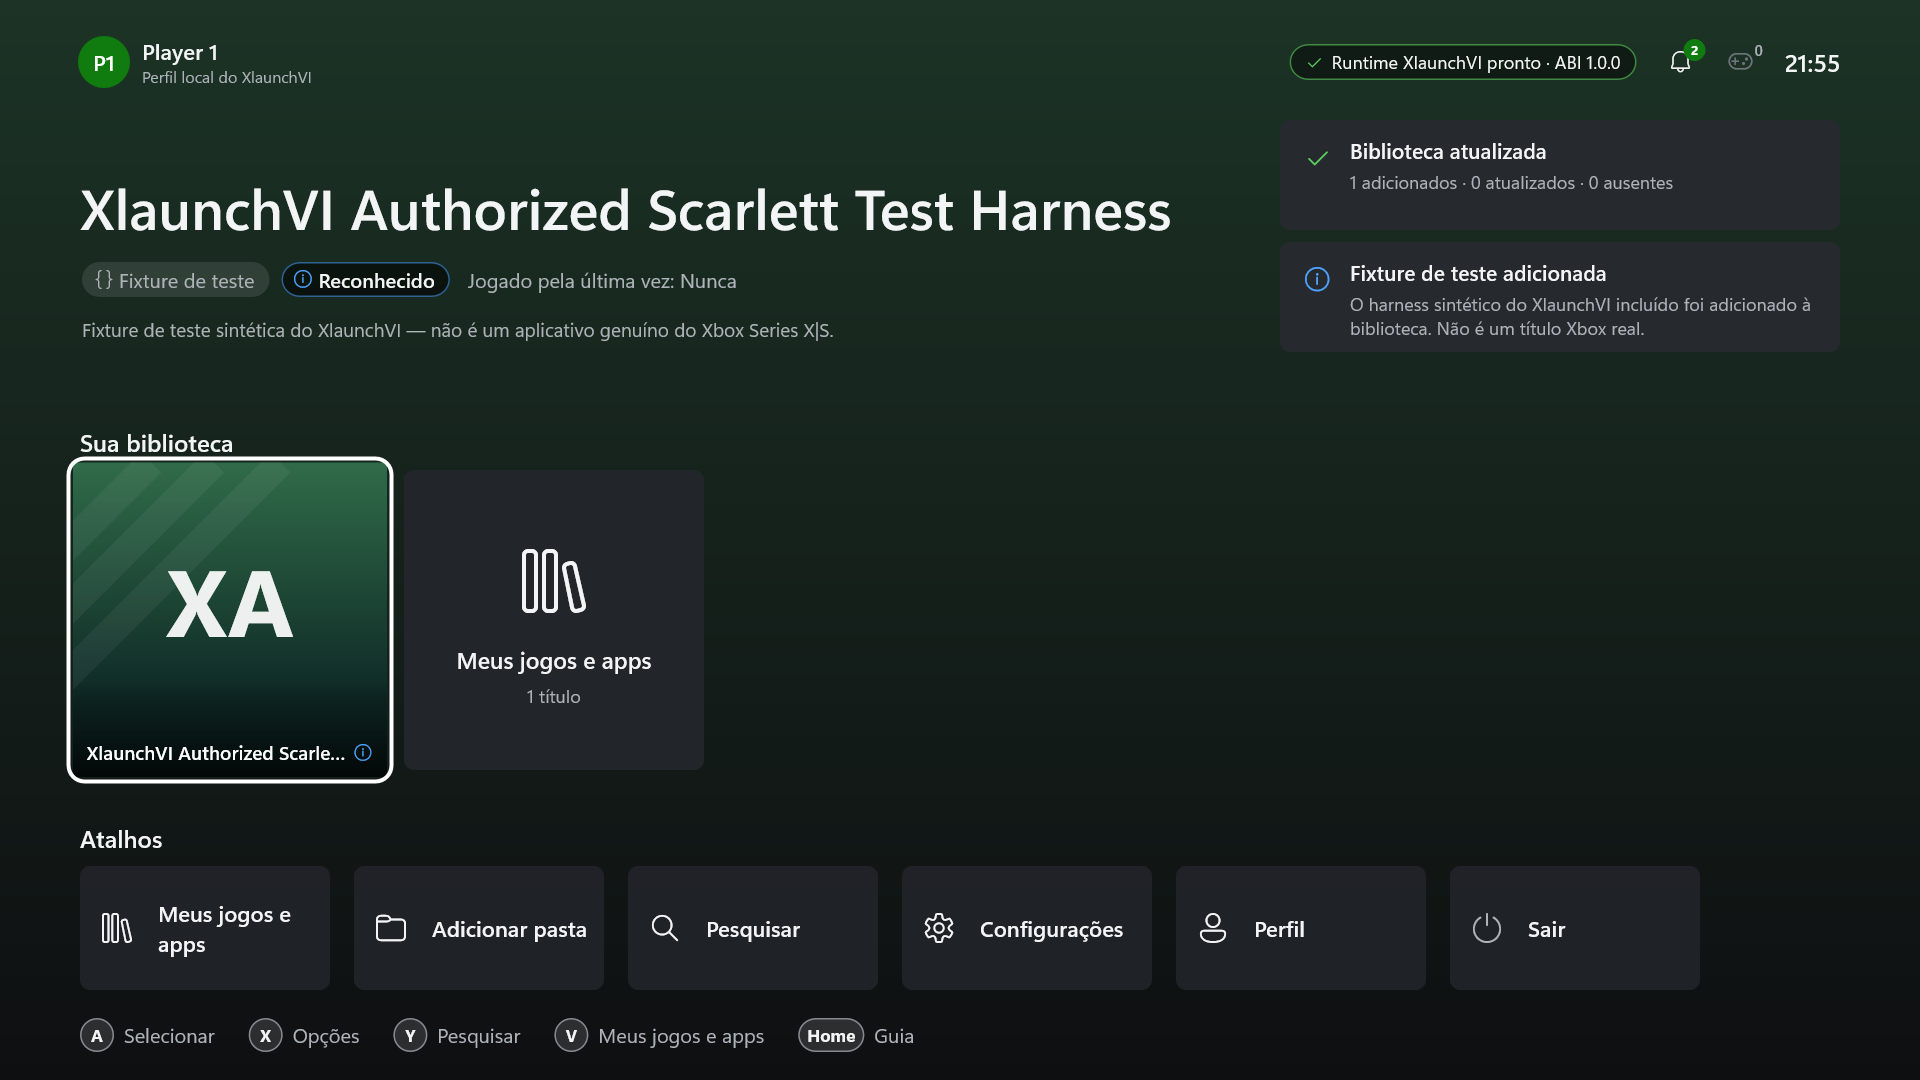 P1
Player 1
Perfil local do XlaunchVI
Runtime XlaunchVI pronto · ABI 1.0.0
2
0
21:55
Biblioteca atualizada
1 adicionados · 0 atualizados · 0 ausentes
Fixture de teste adicionada
O harness sintético do XlaunchVI incluído foi adicionado à
biblioteca. Não é um título Xbox real.
XlaunchVI Authorized Scarlett Test Harness
{} Fixture de teste
Reconhecido
Jogado pela última vez: Nunca
Fixture de teste sintética do XlaunchVI — não é um aplicativo genuíno do Xbox Series X|S.
Sua biblioteca
XA
XlaunchVI Authorized Scarle...
Meus jogos e apps
1 título
Atalhos
Meus jogos e
apps
Adicionar pasta
Pesquisar
Configurações
Perfil
Sair
A Selecionar
X Opções
Y Pesquisar
V Meus jogos e apps
Home Guia